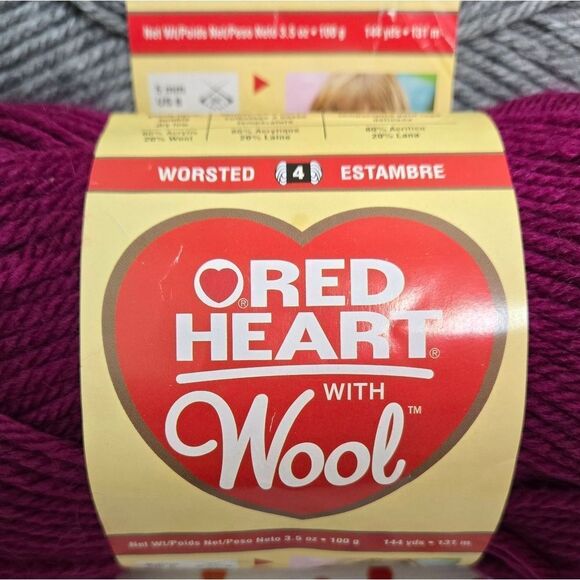 Net Wt/Poids Net/Peso Neto 3.5 oz • 100 g 144 yds • 131 m
5 mm
US 8
80% Acrylic 80% Acrylique 80% Acrílico
20% Wool 20% Laine 20% Lana
WORSTED 4 ESTAMBRE
RED
HEART®
WITH
Wool™
Net Wt/Poids Net/Peso Neto 3.5 oz • 100 g 144 yds • 131 m